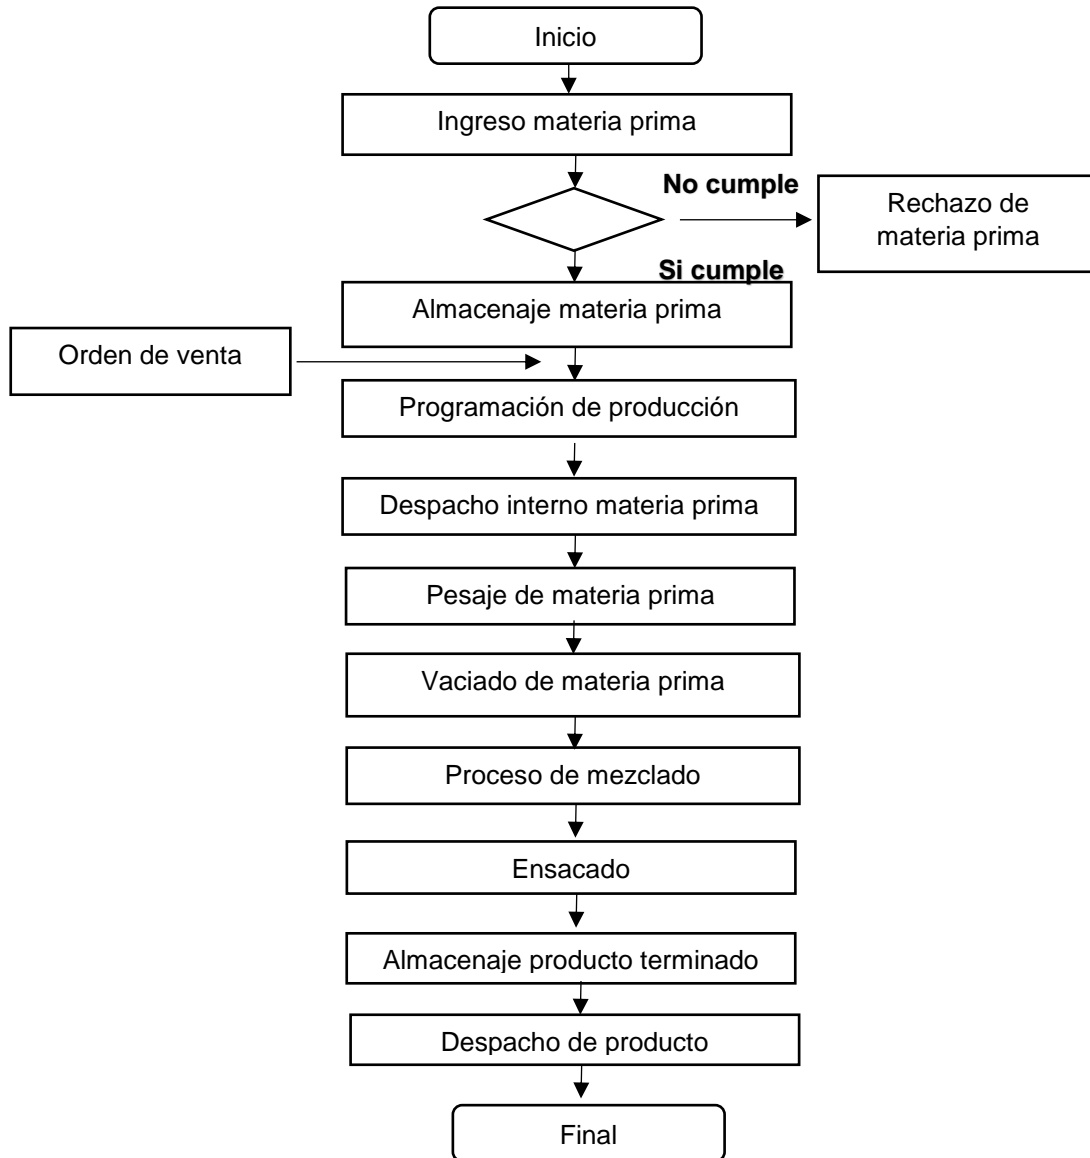 Inicio
Ingreso materia prima
No cumple
Rechazo de
materia prima
Si cumple
Almacenaje materia prima
Orden de venta
Programación de producción
Despacho interno materia prima
Pesaje de materia prima
Vaciado de materia prima
Proceso de mezclado
Ensacado
Almacenaje producto terminado
Despacho de producto
Final